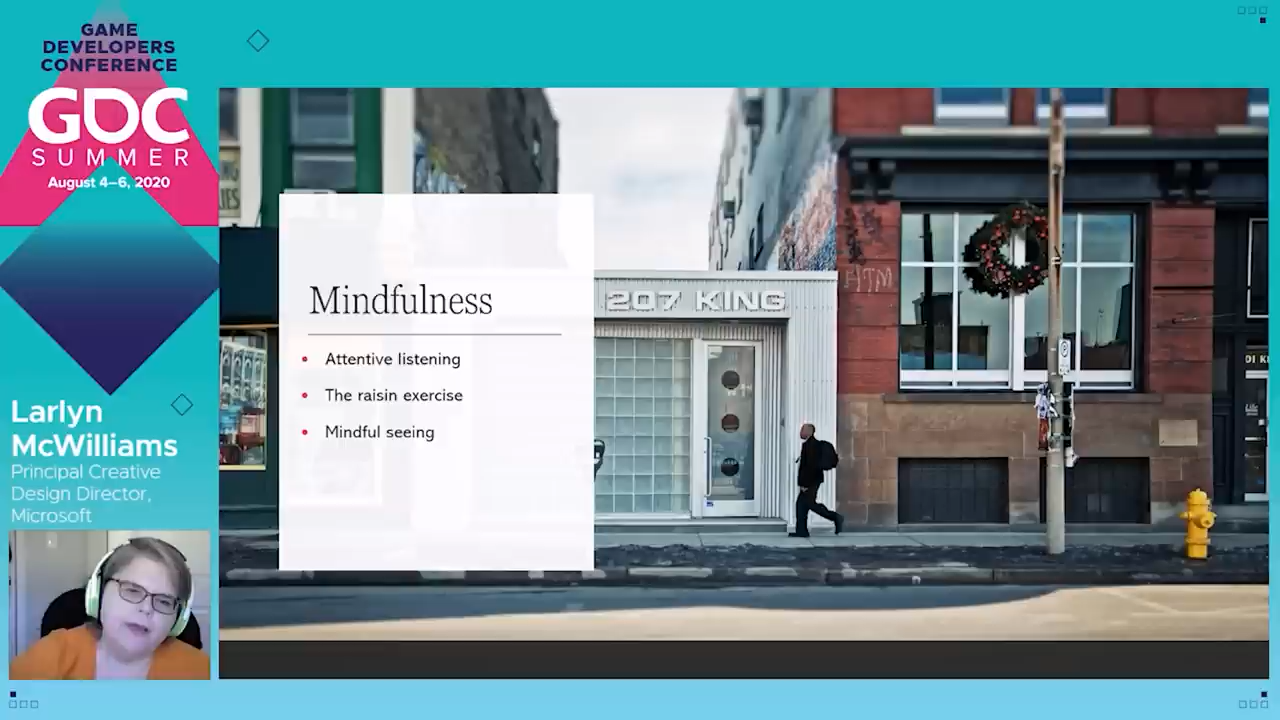 GAME
DEVELOPERS
CONFERENCE
GDC
SUMMER
August 4–6, 2020
Larlyn
McWilliams
Principal Creative
Design Director,
Microsoft
Mindfulness
Attentive listening
The raisin exercise
Mindful seeing
207 KING
HTM